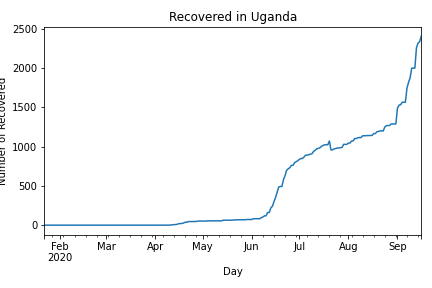 Recovered in Uganda
Number of Recovered
2500
2000
1500
1000
500
0
Feb Mar Apr May Jun Jul Aug Sep
2020
Day